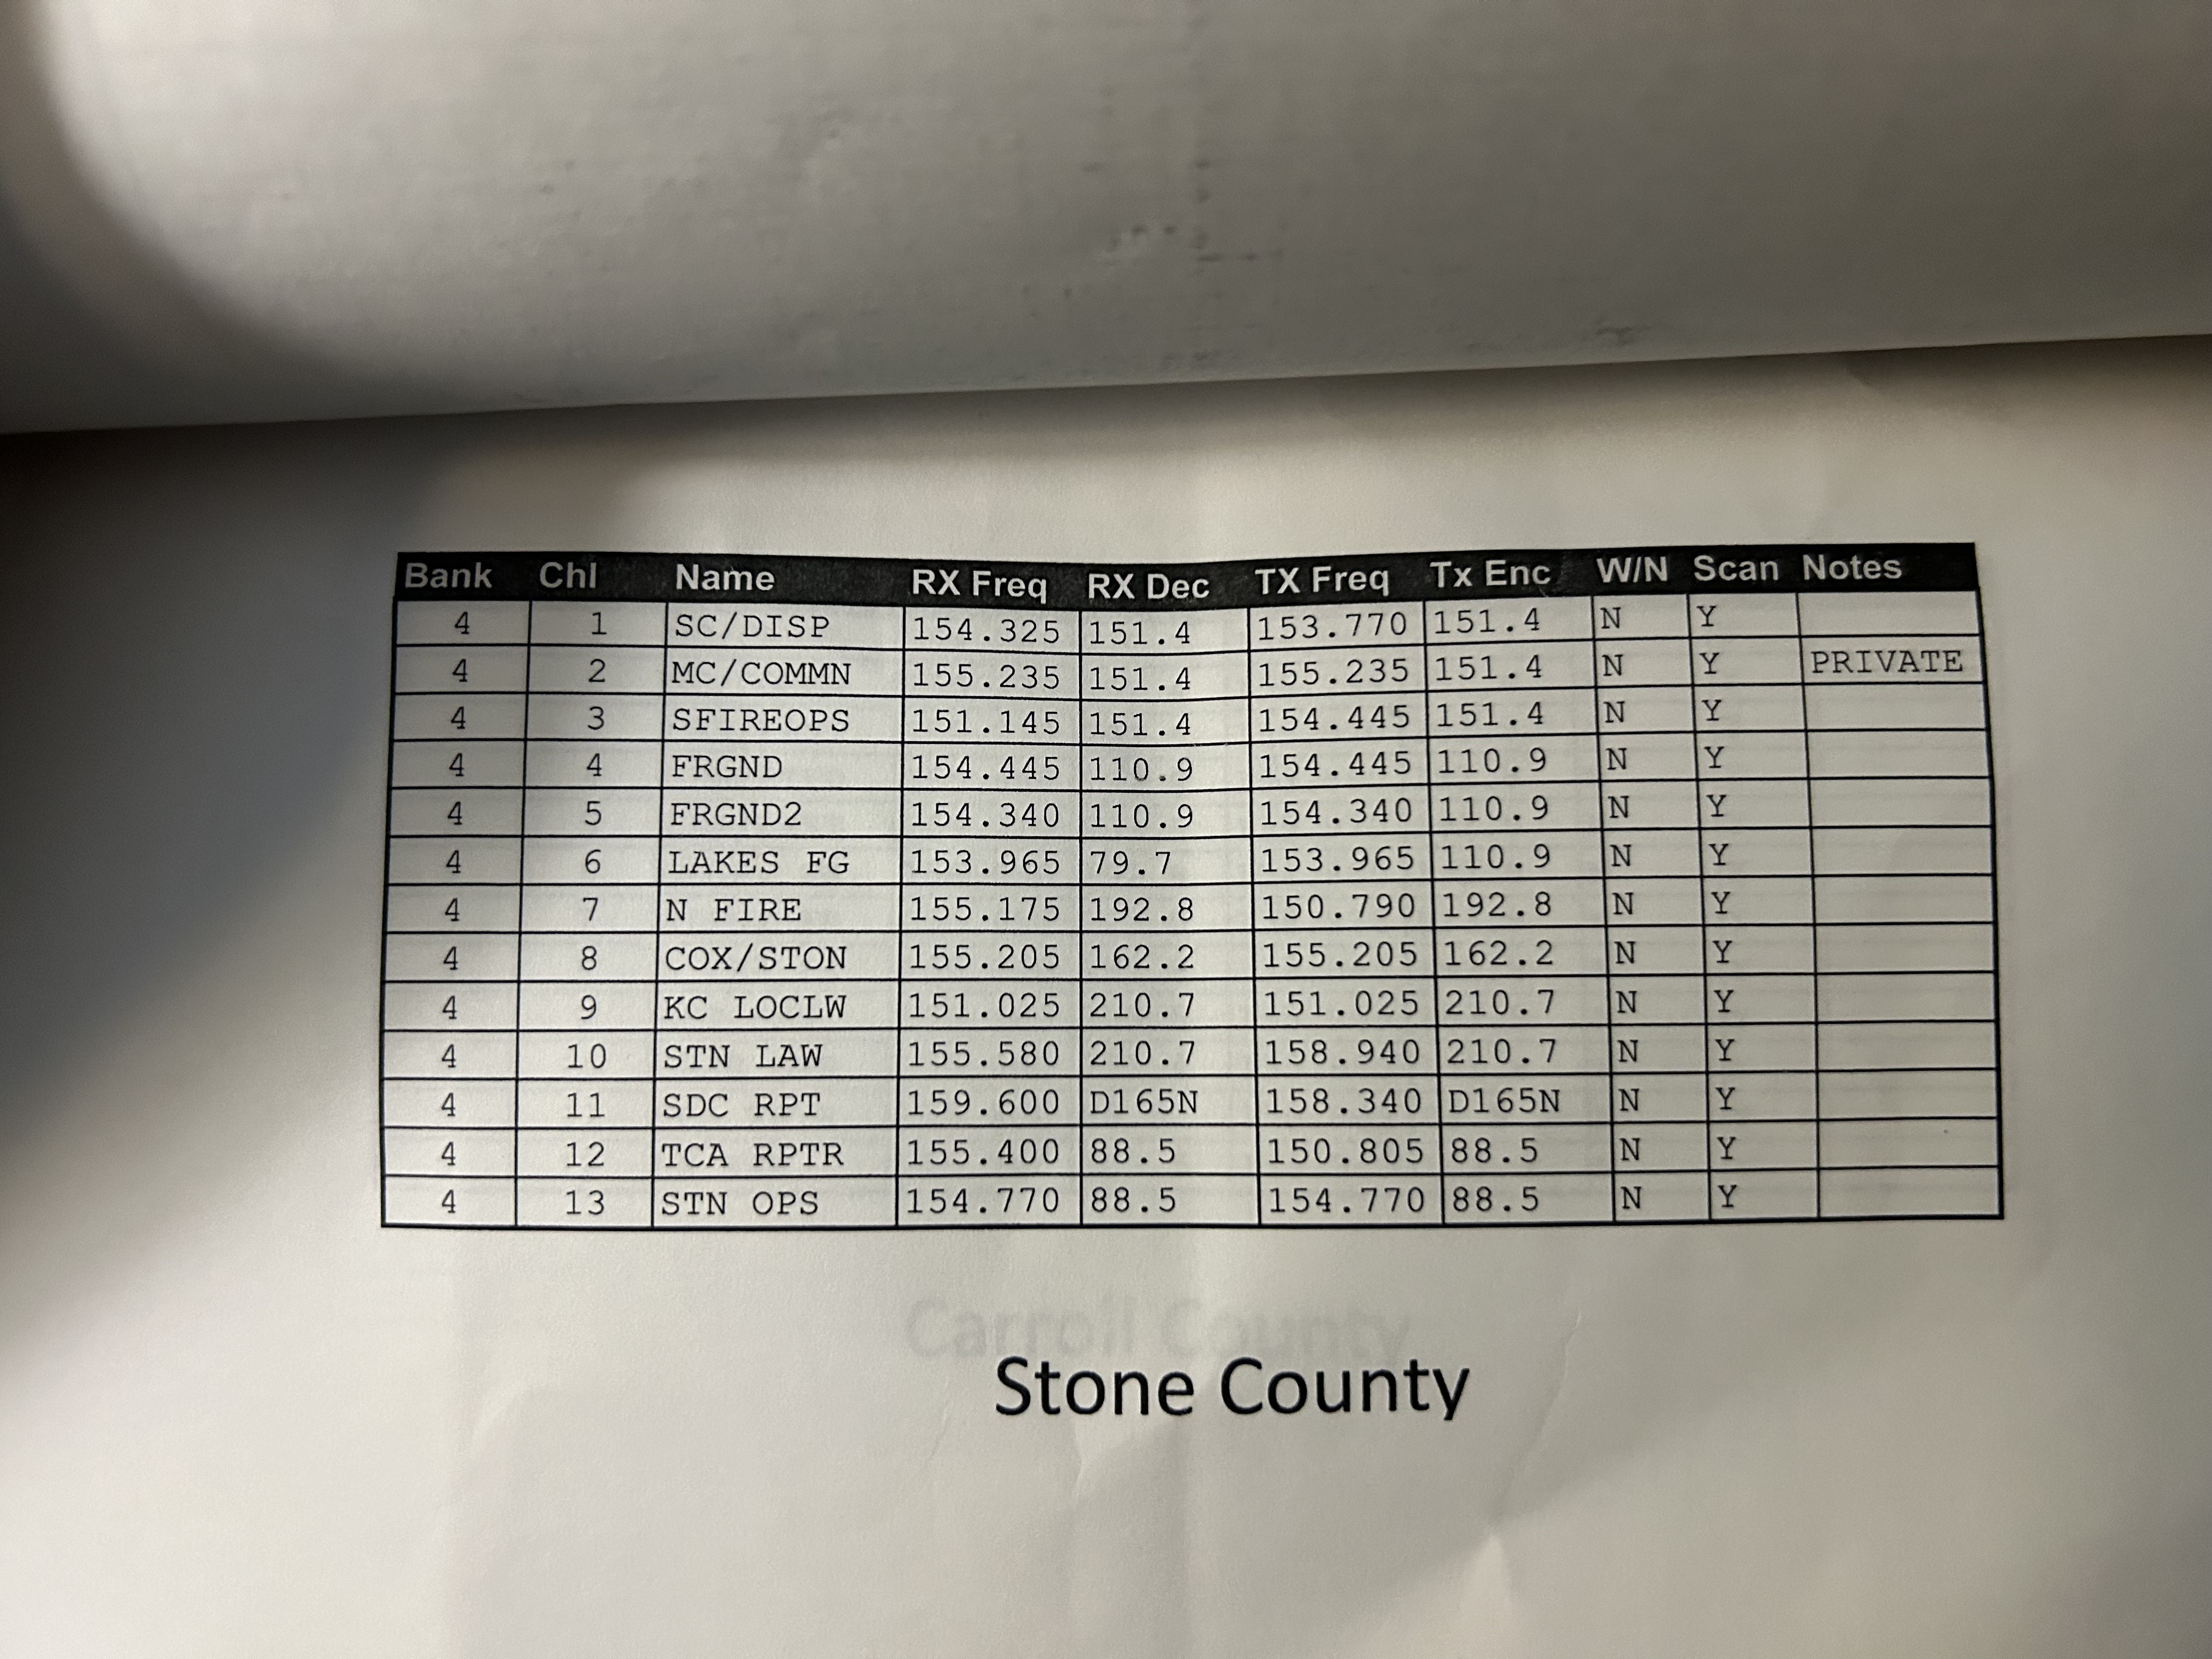 Bank Chl Name RX Freq RX Dec TX Freq Tx Enc W/N Scan Notes
4 1 SC/DISP 154.325 151.4 153.770 151.4 N Y
4 2 MC/COMMN 155.235 151.4 155.235 151.4 N Y PRIVATE
4 3 SFIREOPS 151.145 151.4 154.445 151.4 N Y
4 4 FRGND 154.445 110.9 154.445 110.9 N Y
4 5 FRGND2 154.340 110.9 154.340 110.9 N Y
4 6 LAKES FG 153.965 79.7 153.965 110.9 N Y
4 7 N FIRE 155.175 192.8 150.790 192.8 N Y
4 8 COX/STON 155.205 162.2 155.205 162.2 N Y
4 9 KC LOCLW 151.025 210.7 151.025 210.7 N Y
4 10 STN LAW 155.580 210.7 158.940 210.7 N Y
4 11 SDC RPT 159.600 D165N 158.340 D165N N Y
4 12 TCA RPTR 155.400 88.5 150.805 88.5 N Y
4 13 STN OPS 154.770 88.5 154.770 88.5 N Y
Carroll County
Stone County